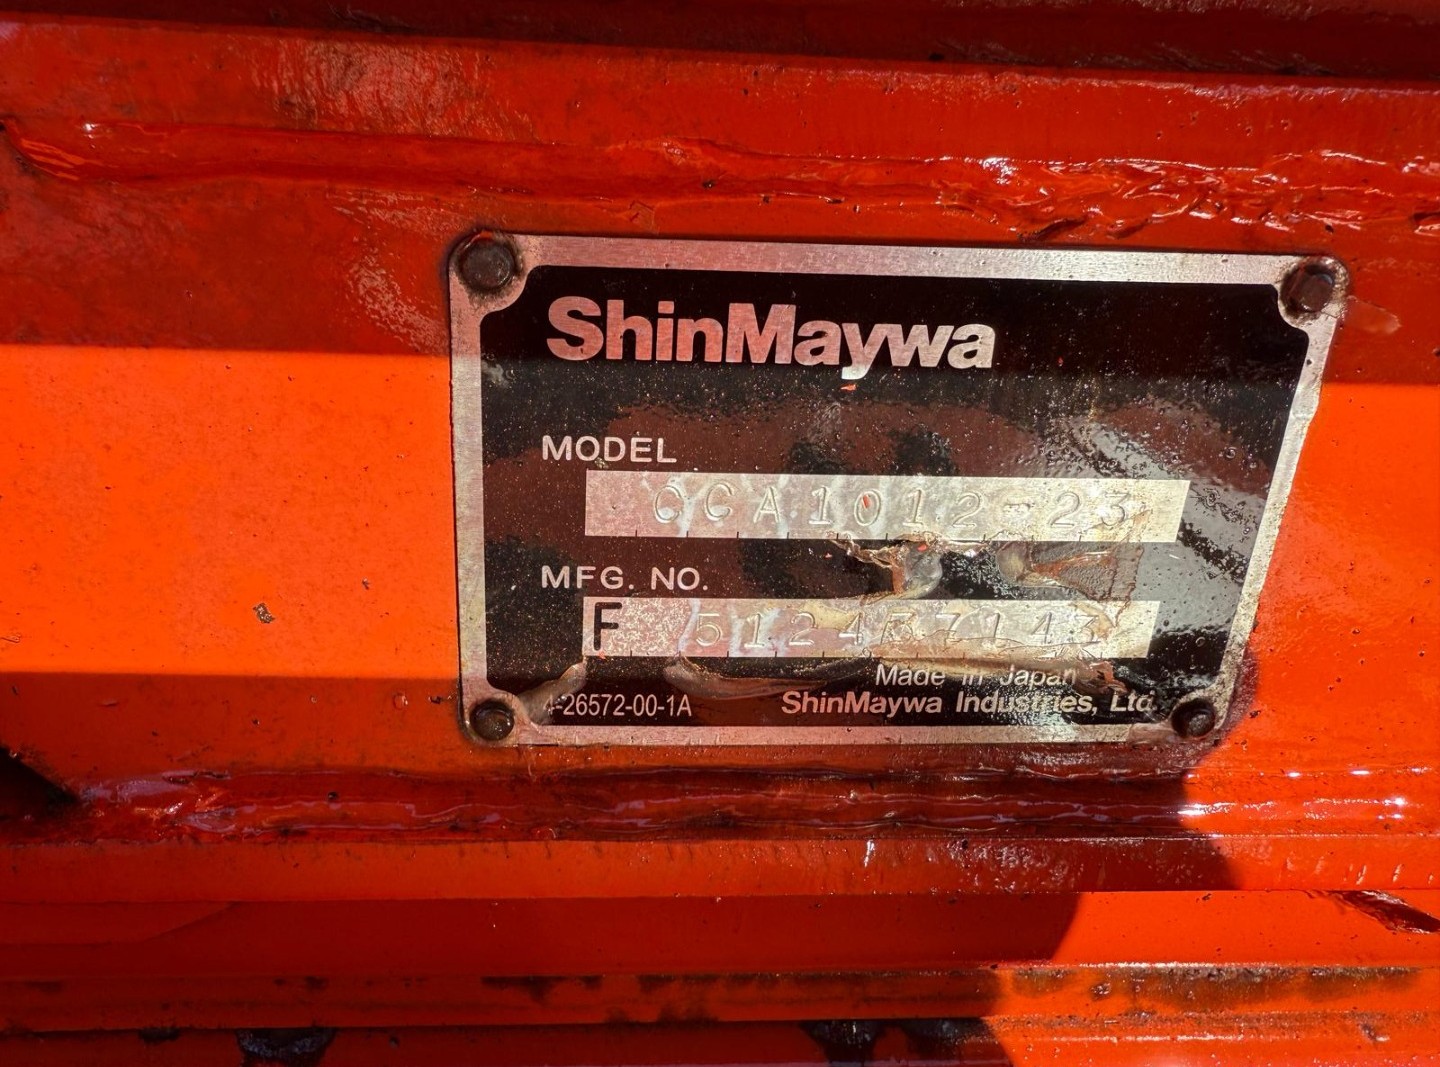 ShinMaywa
MODEL
CCA1012-23
MFG. NO.
F
Made in Japan
4-26572-00-1A
ShinMaywa Industries, Ltd